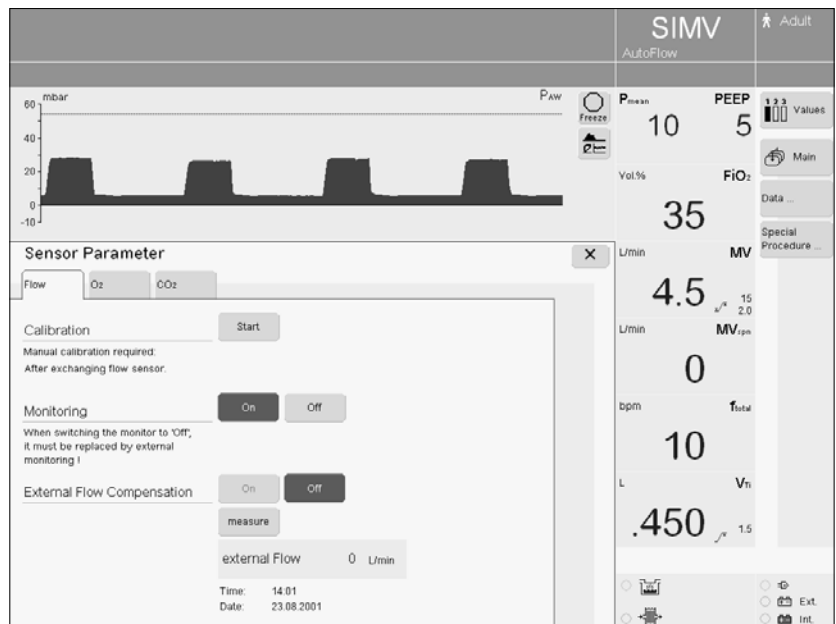 SIMV
AutoFlow
Adult
mbar
PAW
60
40
20
0
-10
Freeze
Pmean PEEP
10 5
Vol.% FiO2
35
L/min MV
4.5 15
2.0
L/min MVspn
0
bpm ftotal
10
L VTi
.450 1.5
1 2 3
Values
Main
Data ...
Special
Procedure ...
Sensor Parameter
X
Flow O2 CO2
Calibration Start
Manual calibration required:
After exchanging flow sensor.
Monitoring On Off
When switching the monitor to 'Off',
it must be replaced by external
monitoring !
External Flow Compensation On Off
measure
external Flow 0 L/min
Time: 14:01
Date: 23.08.2001
Ext.
Int.